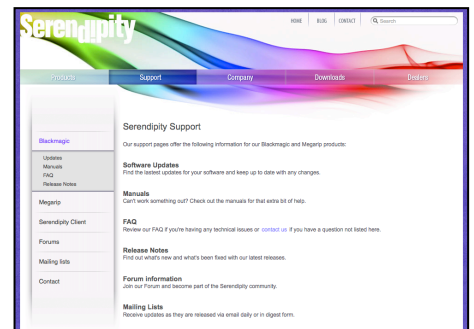 Serendipity
HOME BLOG CONTACT Search
Products Support Company Downloads Dealers
Serendipity Support
Our support pages offer the following information for our Blackmagic and Megarip products:
Blackmagic
Updates
Manuals
FAQ
Release Notes
Megarip
Serendipity Client
Forums
Mailing lists
Contact
Software Updates
Find the lastest updates for your software and keep up to date with any changes.
Manuals
Can't work something out? Check out the manuals for that extra bit of help.
FAQ
Review our FAQ if you're having any technical issues or contact us if you have a question not listed here.
Release Notes
Find out what's new and what's been fixed with our latest releases.
Forum information
Join our Forum and become part of the Serendipity community.
Mailing Lists
Receive updates as they are released via email daily or in digest form.